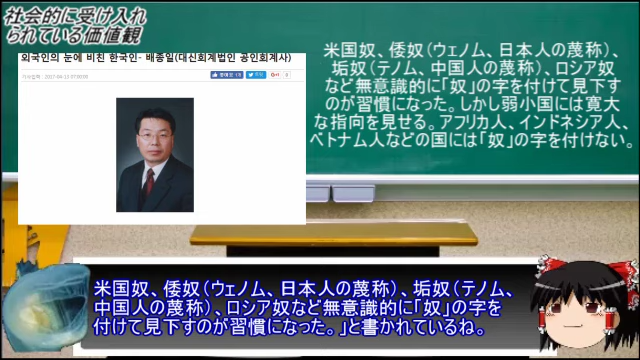 社会的に受け入れ
られている価値観
외국인의 눈에 비친 한국인- 배종일(대신회계법인 공인회계사)
米国奴、倭奴(ウェノム、日本人の蔑称)、
垢奴(テノム、中国人の蔑称)、ロシア奴
など無意識的に「奴」の字を付けて見下す
のが習慣になった。しかし弱小国には寛大
な指向を見せる。アフリカ人、インドネシア人、
ベトナム人などの国には「奴」の字を付けない。
米国奴、倭奴(ウェノム、日本人の蔑称)、垢奴(テノム、
中国人の蔑称)、ロシア奴など無意識的に「奴」の字を
付けて見下すのが習慣になった。」と書かれているね。